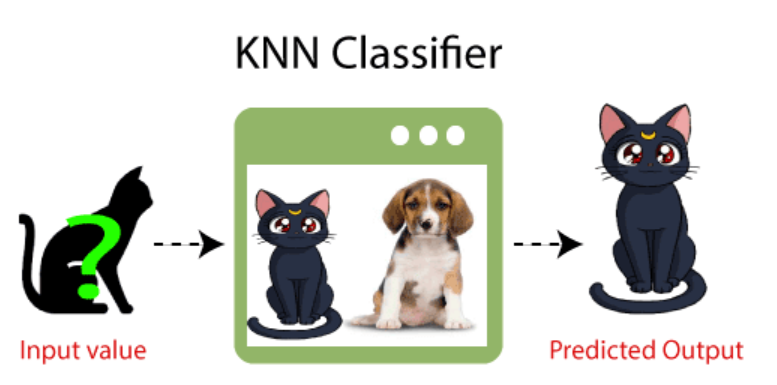 KNN Classifier
?
Input value
Predicted Output